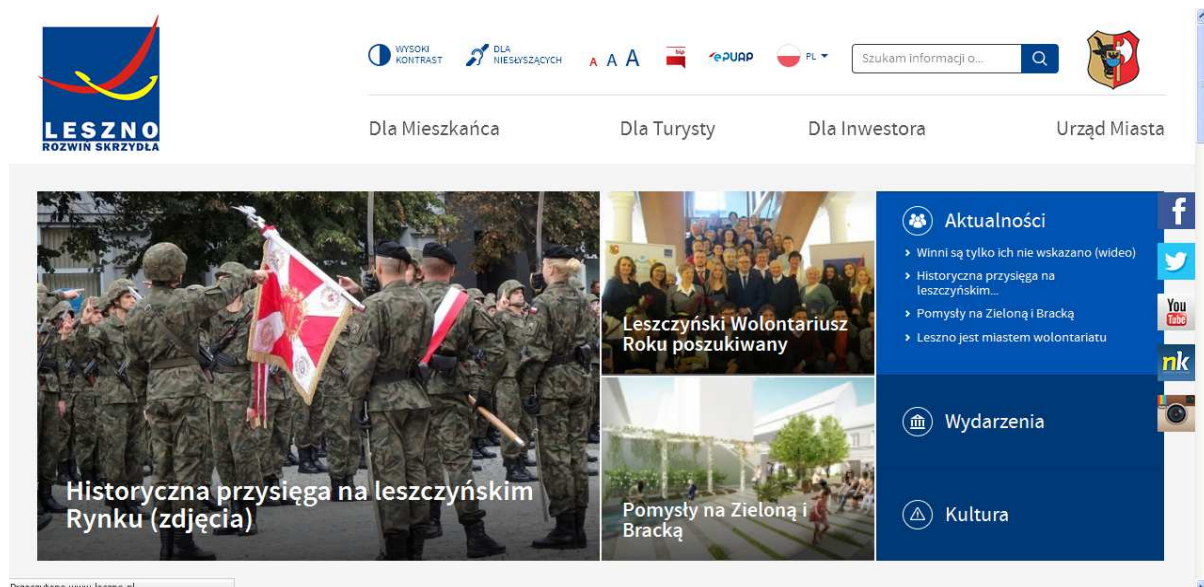 LESZNO
ROZWIŃ SKRZYDŁA
WYSOKI
KONTRAST
DLA
NIESŁYSZĄCYCH
A A A
bip
ePUAP
PL
Szukam informacji o...
Dla Mieszkańca
Dla Turysty
Dla Inwestora
Urząd Miasta
Historyczna przysięga na leszczyńskim
Rynku (zdjęcia)
Leszczyński Wolontariusz
Roku poszukiwany
Pomysły na Zieloną i
Bracką
Aktualności
Winni są tylko ich nie wskazano (wideo)
Historyczna przysięga na
leszczyńskim...
Pomysły na Zieloną i Bracką
Leszno jest miastem wolontariatu
Wydarzenia
Kultura
f
You
Tube
nk